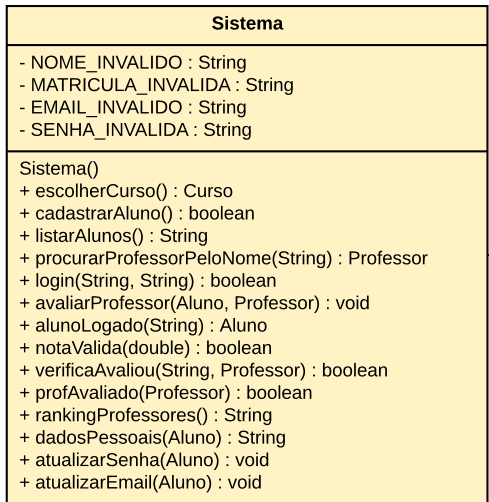 Sistema
- NOME_INVALIDO : String
- MATRICULA_INVALIDA : String
- EMAIL_INVALIDO : String
- SENHA_INVALIDA : String
Sistema()
+ escolherCurso() : Curso
+ cadastrarAluno() : boolean
+ listarAlunos() : String
+ procurarProfessorPeloNome(String) : Professor
+ login(String, String) : boolean
+ avaliarProfessor(Aluno, Professor) : void
+ alunoLogado(String) : Aluno
+ notaValida(double) : boolean
+ verificaAvaliou(String, Professor) : boolean
+ profAvaliado(Professor) : boolean
+ rankingProfessores() : String
+ dadosPessoais(Aluno) : String
+ atualizarSenha(Aluno) : void
+ atualizarEmail(Aluno) : void